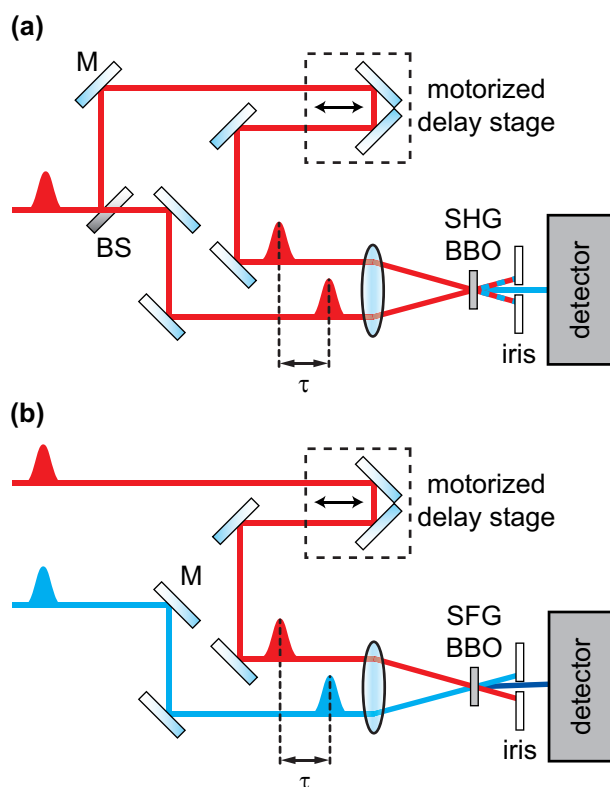 (a)
M
motorized
delay stage
BS
SHG
BBO
detector
iris
τ
(b)
motorized
delay stage
M
SFG
BBO
detector
iris
τ